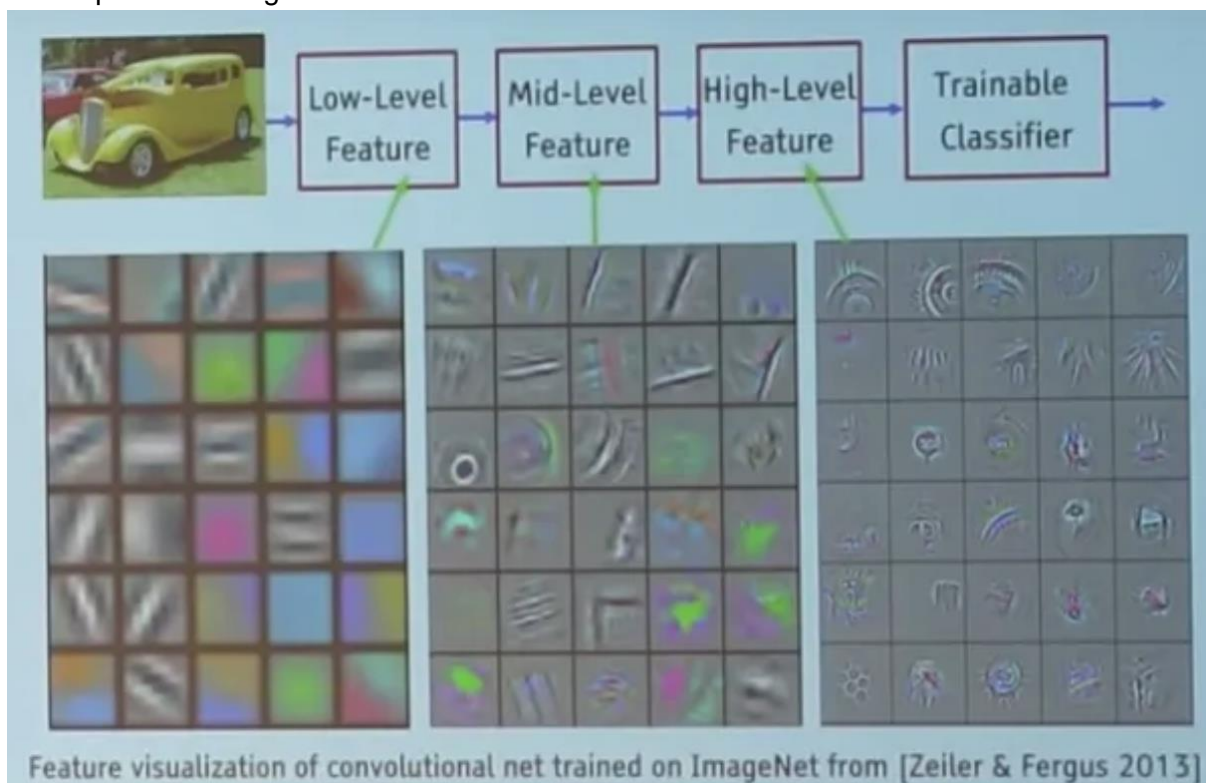 Low-Level
Feature
Mid-Level
Feature
High-Level
Feature
Trainable
Classifier
Feature visualization of convolutional net trained on ImageNet from [Zeiler & Fergus 2013]